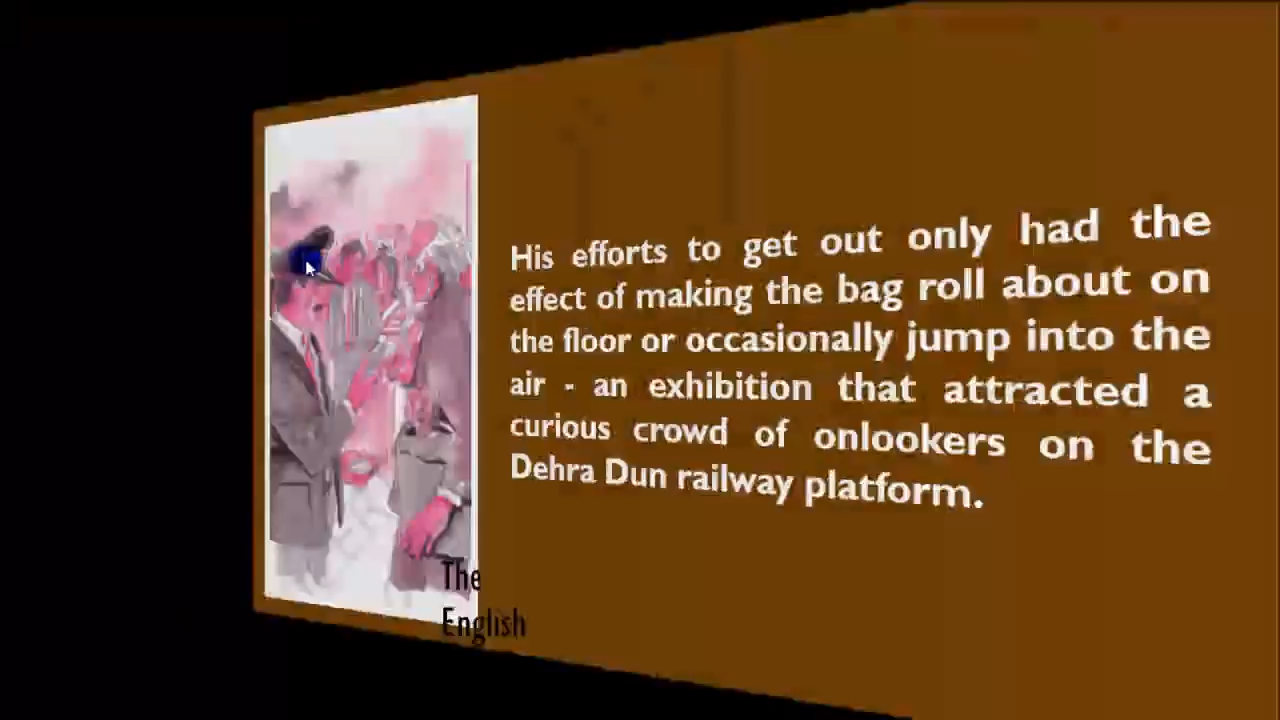 His efforts to get out only had the
effect of making the bag roll about on
the floor or occasionally jump into the
air - an exhibition that attracted a
curious crowd of onlookers on the
Dehra Dun railway platform.
The
English